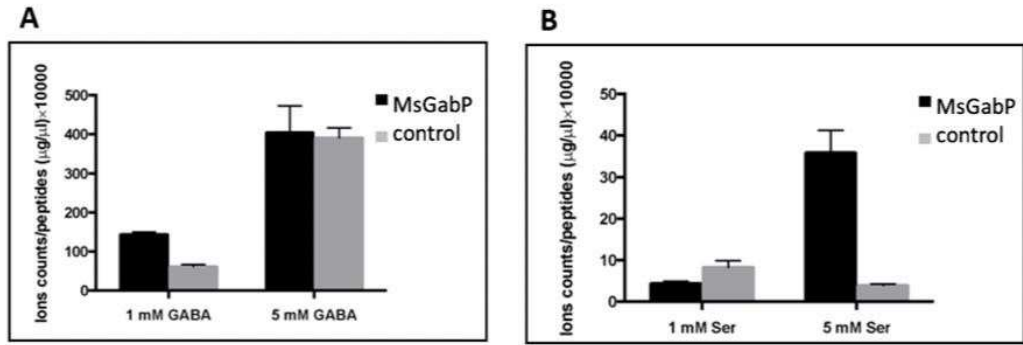 A
Ions counts/peptides (µg/µl)×10000
500
400
300
200
100
0
1 mM GABA
5 mM GABA
MsGabP
control
B
Ions counts/peptides (µg/µl)×10000
50
40
30
20
10
0
1 mM Ser
5 mM Ser
MsGabP
control